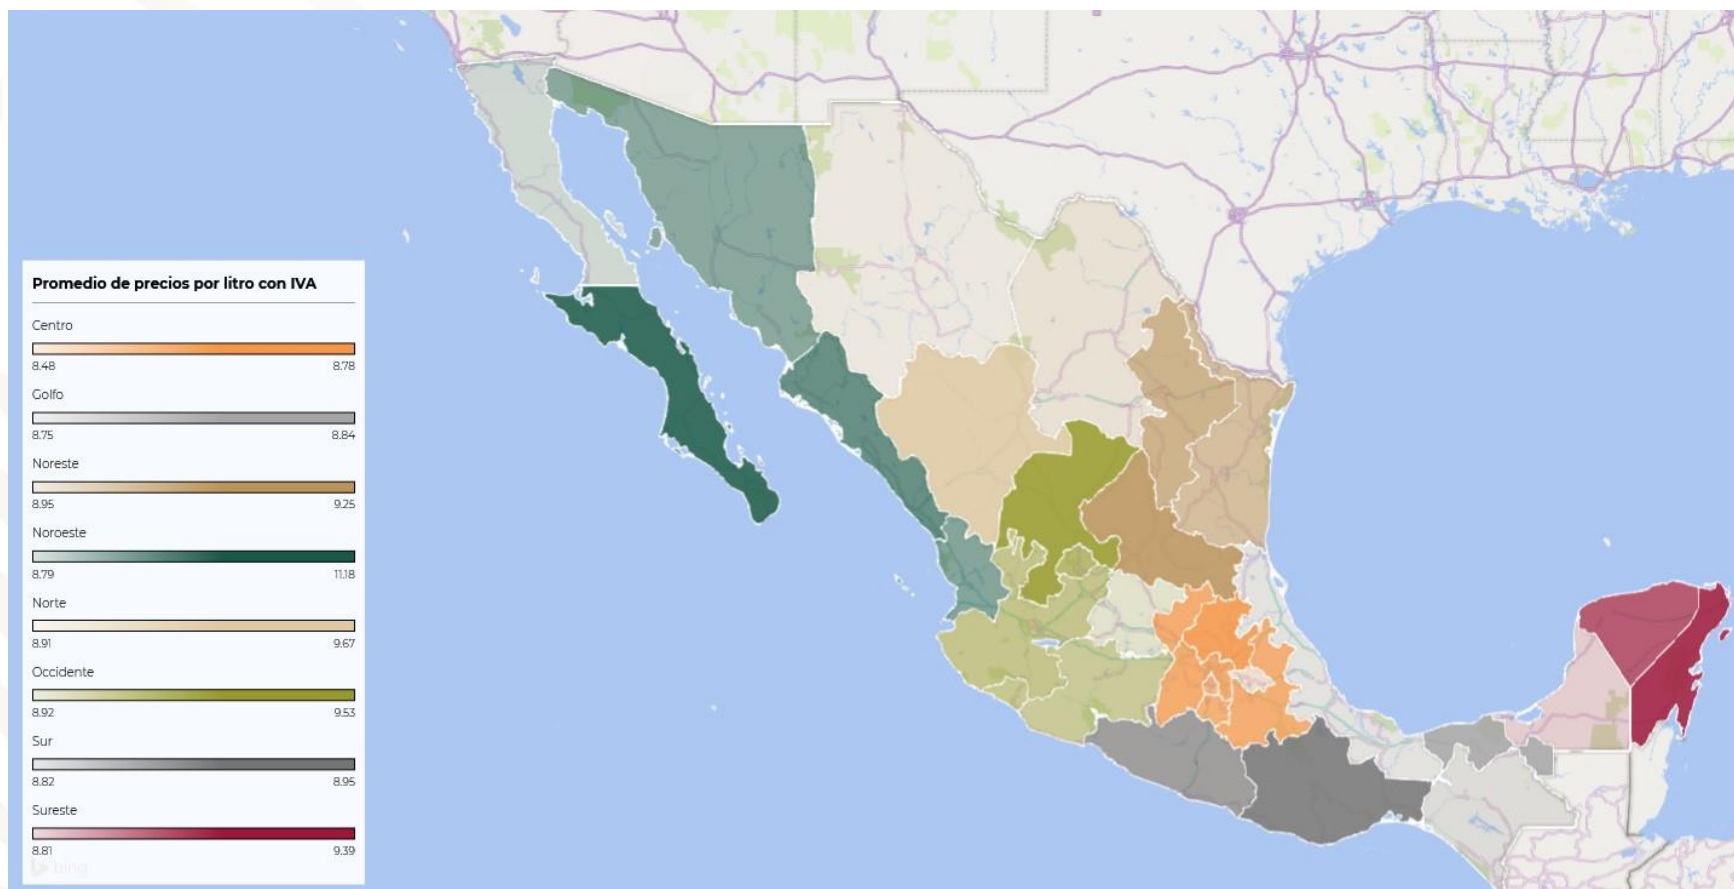 Promedio de precios por litro con IVA
Centro
8.48 8.78
Golfo
8.75 8.84
Noreste
8.95 9.25
Noroeste
8.79 11.18
Norte
8.91 9.67
Occidente
8.92 9.53
Sur
8.82 8.95
Sureste
8.81 9.39
bing